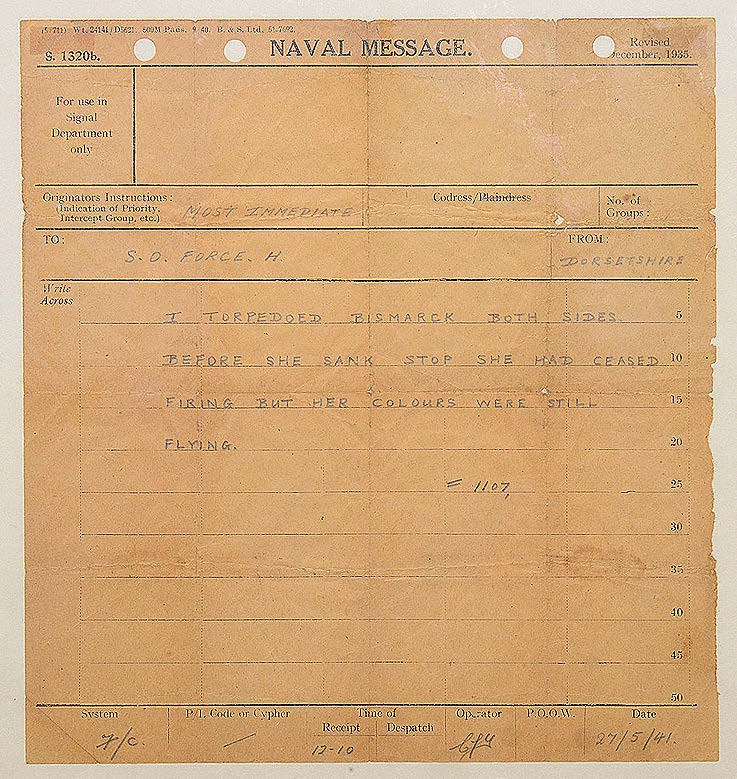 (5/711) Wt. 24141/D5621. 500M Pads. 9/40. B. & S. Ltd. 51-7692.
S. 1320b.
NAVAL MESSAGE.
Revised
December, 1935.
For use in
Signal
Department
only
Originators Instructions:
(Indication of Priority,
Intercept Group, etc.)
MOST IMMEDIATE
Codress/Plaindress
No. of
Groups:
TO:
S.O. FORCE. H.
FROM:
DORSETSHIRE
Write
Across
I TORPEDOED BISMARCK BOTH SIDES 5
BEFORE SHE SANK STOP SHE HAD CEASED 10
FIRING BUT HER COLOURS WERE STILL 15
FLYING. 20
= 1107 25
30
35
40
45
50
System
P/L Code or Cypher
Time of
Receipt
Despatch
Operator
P.O.O.W.
Date
/C.
—
12-10
27/5/41.